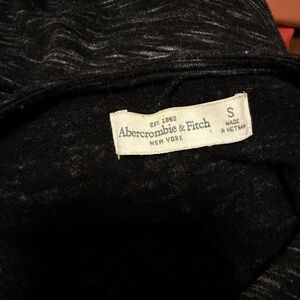 EST. 1892
Abercrombie & Fitch
NEW YORK
S
MADE
IN VIETNAM